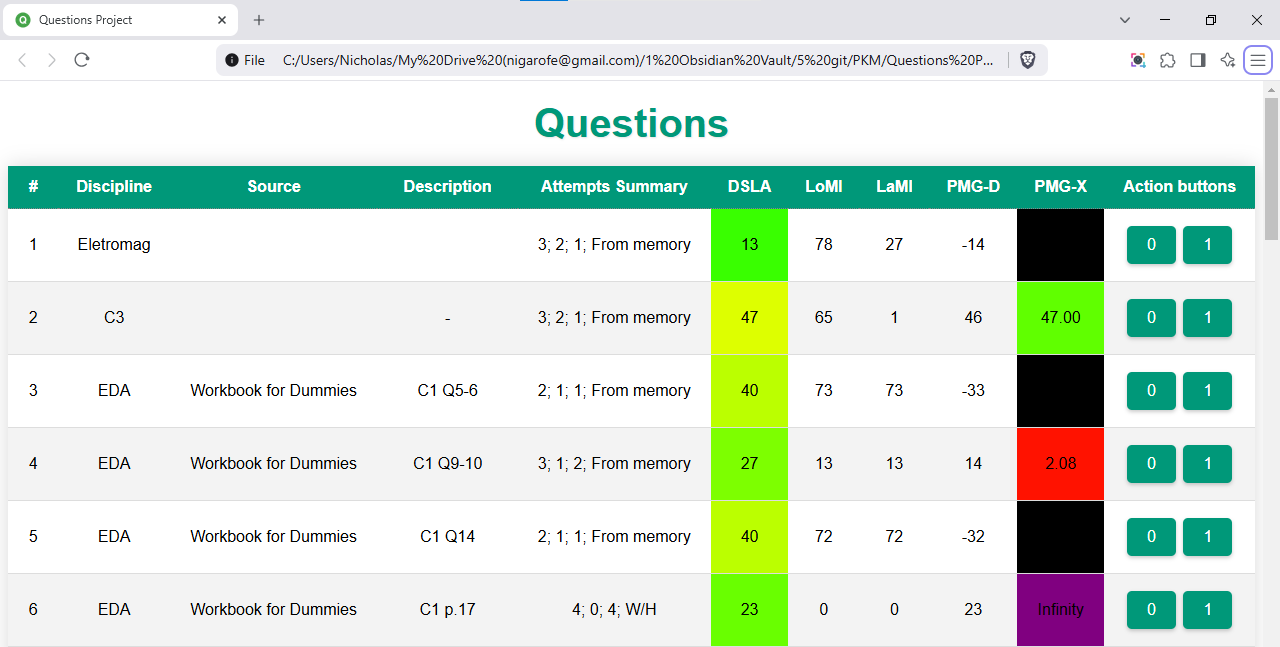 Questions Project
File C:/Users/Nicholas/My%20Drive%20(nigarofe@gmail.com)/1%20Obsidian%20Vault/5%20git/PKM/Questions%20P...
Questions
# Discipline Source Description Attempts Summary DSLA LoMI LaMI PMG-D PMG-X Action buttons
1 Eletromag 3; 2; 1; From memory 13 78 27 -14 0 1
2 C3 - 3; 2; 1; From memory 47 65 1 46 47.00 0 1
3 EDA Workbook for Dummies C1 Q5-6 2; 1; 1; From memory 40 73 73 -33 0 1
4 EDA Workbook for Dummies C1 Q9-10 3; 1; 2; From memory 27 13 13 14 2.08 0 1
5 EDA Workbook for Dummies C1 Q14 2; 1; 1; From memory 40 72 72 -32 0 1
6 EDA Workbook for Dummies C1 p.17 4; 0; 4; W/H 23 0 0 23 Infinity 0 1